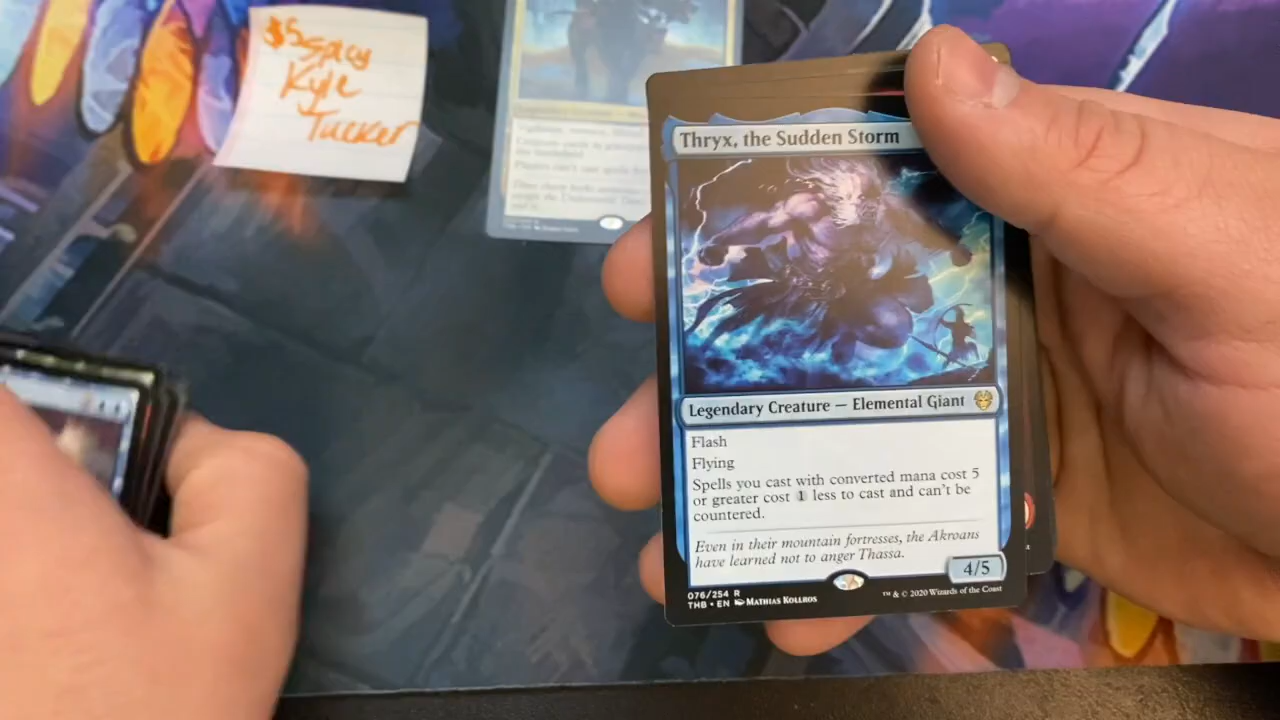 $5 Spicy
Kyle
Tucker
Thryx, the Sudden Storm
Legendary Creature — Elemental Giant
Flash
Flying
Spells you cast with converted mana cost 5
or greater cost 1 less to cast and can't be
countered.
Even in their mountain fortresses, the Akroans
have learned not to anger Thassa.
4/5
076/254 R
THB • EN Mathias Kollros
™ & © 2020 Wizards of the Coast